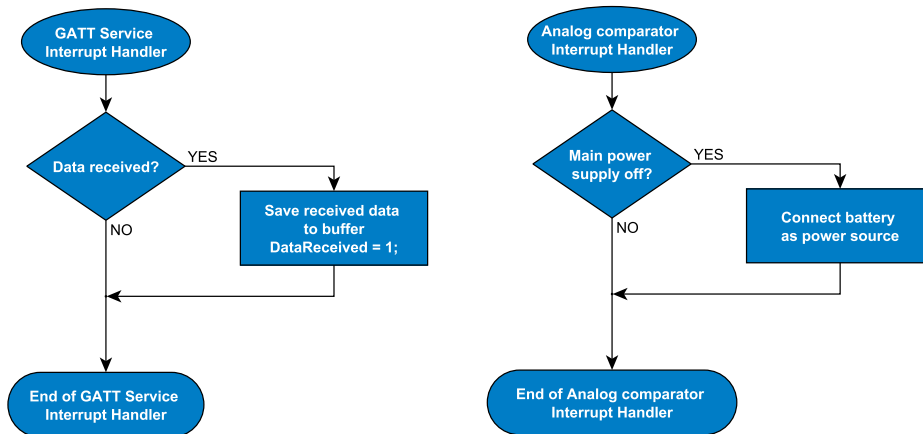 GATT Service
Interrupt Handler
Data received?
YES
Save received data
to buffer
DataReceived = 1;
NO
End of GATT Service
Interrupt Handler
Analog comparator
Interrupt Handler
Main power
supply off?
YES
Connect battery
as power source
NO
End of Analog comparator
Interrupt Handler